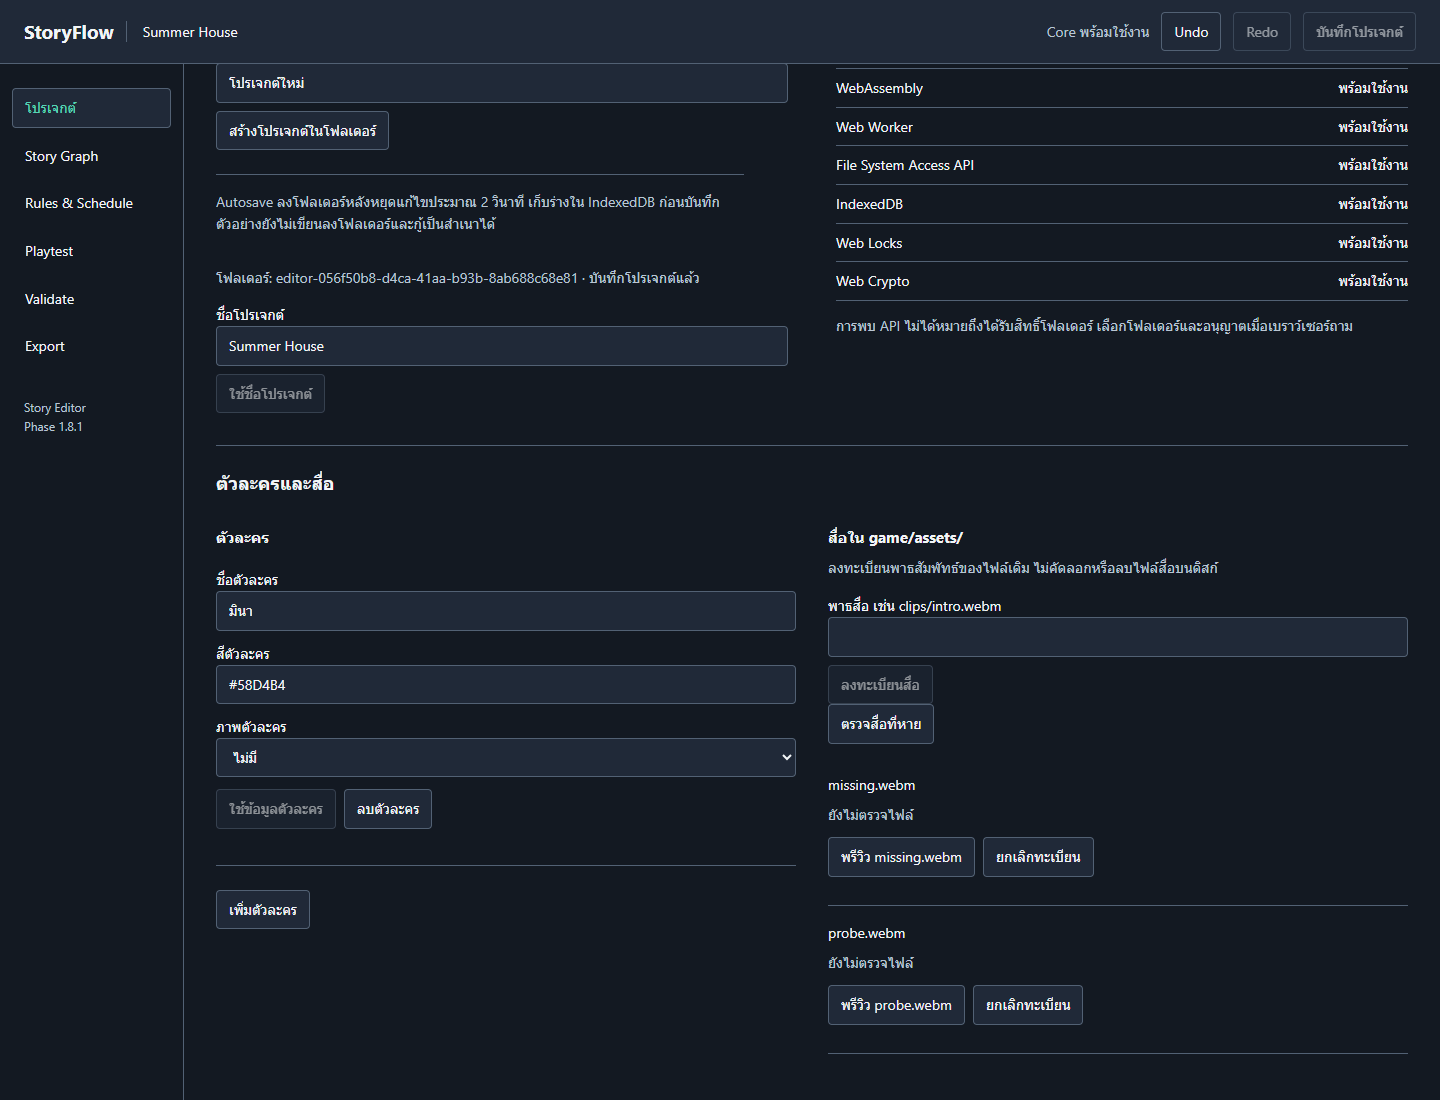 StoryFlow
Summer House
Core พร้อมใช้งาน
Undo
Redo
บันทึกโปรเจกต์
โปรเจกต์
Story Graph
Rules & Schedule
Playtest
Validate
Export
Story Editor
Phase 1.8.1
โปรเจกต์ใหม่
สร้างโปรเจกต์ในโฟลเดอร์
Autosave ลงโฟลเดอร์หลังหยุดแก้ไขประมาณ 2 วินาที เก็บร่างใน IndexedDB ก่อนบันทึก
ตัวอย่างยังไม่เขียนลงโฟลเดอร์และกู้เป็นสำเนาได้
โฟลเดอร์: editor-056f50b8-d4ca-41aa-b93b-8ab688c68e81 · บันทึกโปรเจกต์แล้ว
ชื่อโปรเจกต์
Summer House
ใช้ชื่อโปรเจกต์
WebAssembly พร้อมใช้งาน
Web Worker พร้อมใช้งาน
File System Access API พร้อมใช้งาน
IndexedDB พร้อมใช้งาน
Web Locks พร้อมใช้งาน
Web Crypto พร้อมใช้งาน
การพบ API ไม่ได้หมายถึงได้รับสิทธิ์โฟลเดอร์ เลือกโฟลเดอร์และอนุญาตเมื่อเบราว์เซอร์ถาม
ตัวละครและสื่อ
ตัวละคร
ชื่อตัวละคร
มินา
สีตัวละคร
#58D4B4
ภาพตัวละคร
ไม่มี
ใช้ข้อมูลตัวละคร
ลบตัวละคร
เพิ่มตัวละคร
สื่อใน game/assets/
ลงทะเบียนพาธสัมพัทธ์ของไฟล์เดิม ไม่คัดลอกหรือลบไฟล์สื่อบนดิสก์
พาธสื่อ เช่น clips/intro.webm
ลงทะเบียนสื่อ
ตรวจสื่อที่หาย
missing.webm
ยังไม่ตรวจไฟล์
พรีวิว missing.webm
ยกเลิกทะเบียน
probe.webm
ยังไม่ตรวจไฟล์
พรีวิว probe.webm
ยกเลิกทะเบียน